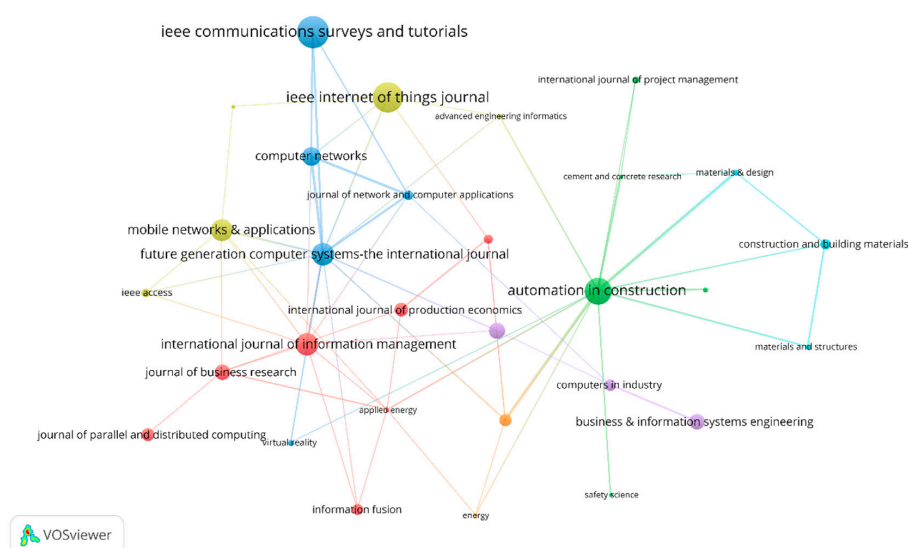 ieee communications surveys and tutorials
international journal of project management
ieee internet of things journal
advanced engineering informatics
computer networks
cement and concrete research
materials & design
journal of network and computer applications
mobile networks & applications
construction and building materials
future generation computer systems-the international journal
ieee access
automation in construction
international journal of production economics
international journal of information management
materials and structures
journal of business research
computers in industry
applied energy
business & information systems engineering
journal of parallel and distributed computing
virtual reality
safety science
information fusion
energy
VOSviewer